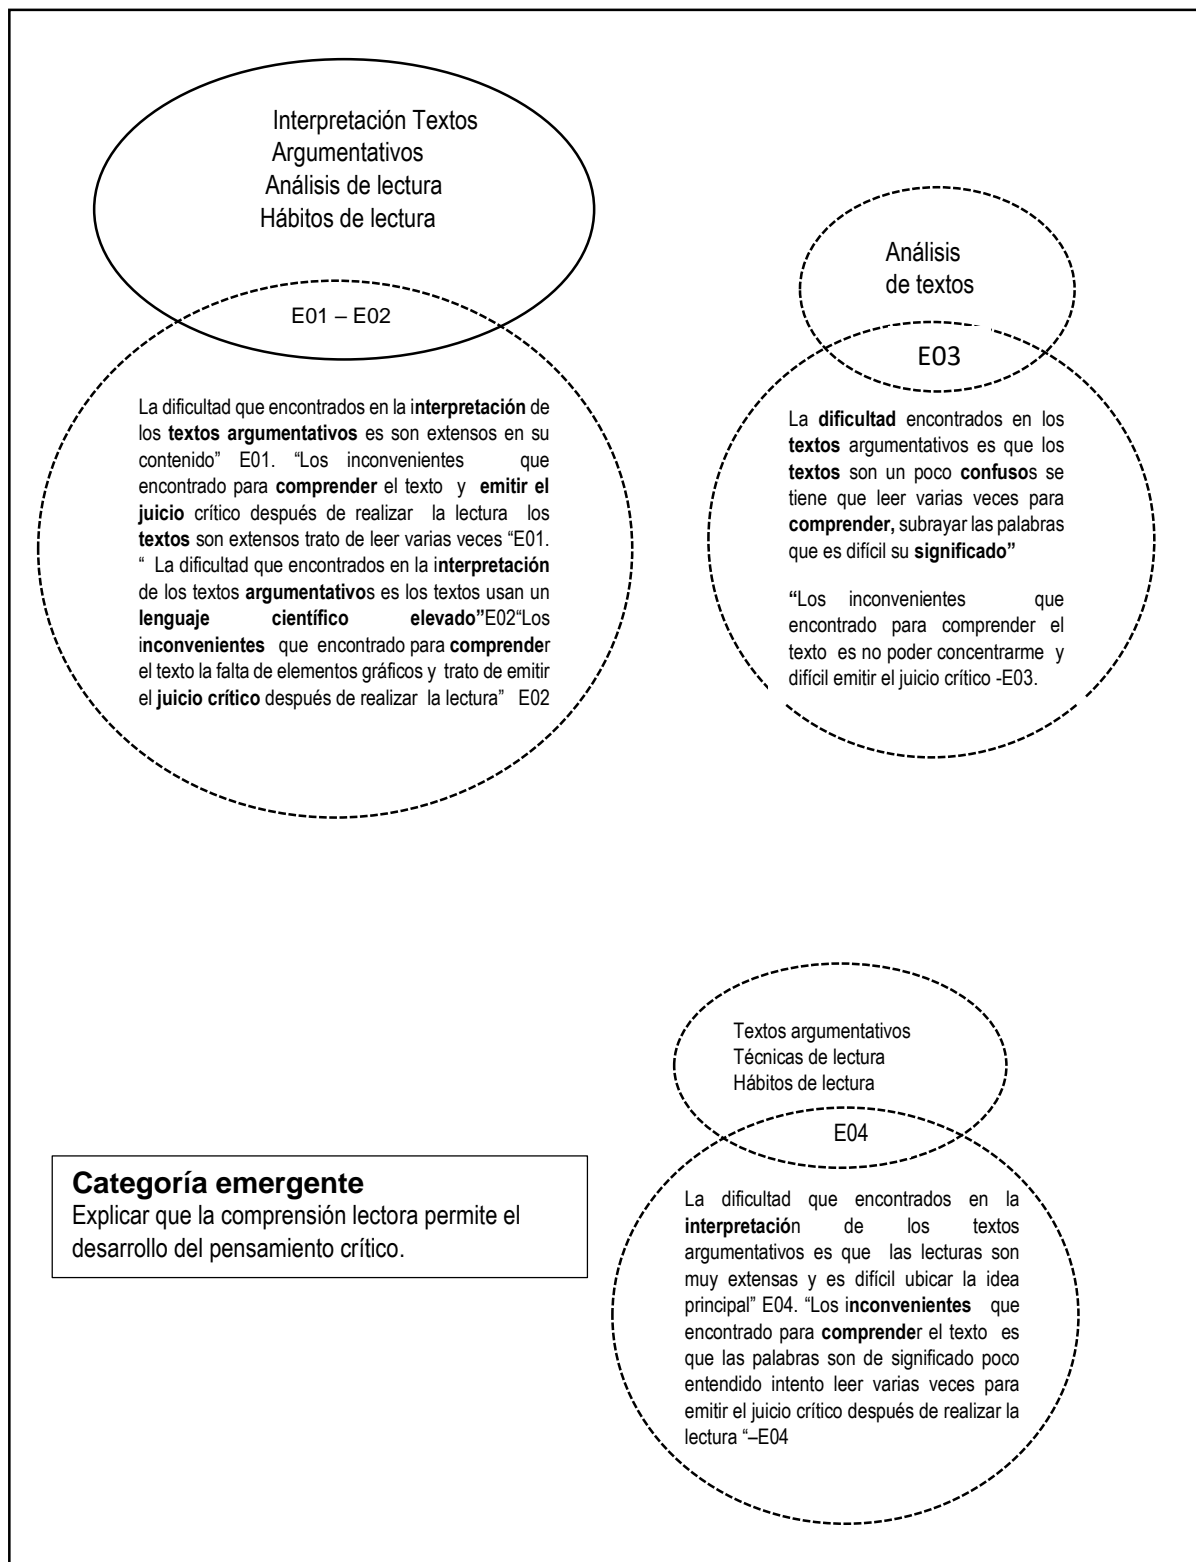 Interpretación Textos
Argumentativos
Análisis de lectura
Hábitos de lectura
E01 – E02
La dificultad que encontrados en la interpretación de
los textos argumentativos es son extensos en su
contenido” E01. “Los inconvenientes que
encontrado para comprender el texto y emitir el
juicio crítico después de realizar la lectura los
textos son extensos trato de leer varias veces “E01.
“ La dificultad que encontrados en la interpretación
de los textos argumentativos es los textos usan un
lenguaje científico elevado”E02“Los
inconvenientes que encontrado para comprender
el texto la falta de elementos gráficos y trato de emitir
el juicio crítico después de realizar la lectura” E02
Análisis
de textos
E03
La dificultad encontrados en los
textos argumentativos es que los
textos son un poco confusos se
tiene que leer varias veces para
comprender, subrayar las palabras
que es difícil su significado”
“Los inconvenientes que
encontrado para comprender el
texto es no poder concentrarme y
difícil emitir el juicio crítico -E03.
Textos argumentativos
Técnicas de lectura
Hábitos de lectura
E04
La dificultad que encontrados en la
interpretación de los textos
argumentativos es que las lecturas son
muy extensas y es difícil ubicar la idea
principal” E04. “Los inconvenientes que
encontrado para comprender el texto es
que las palabras son de significado poco
entendido intento leer varias veces para
emitir el juicio crítico después de realizar la
lectura “–E04
Categoría emergente
Explicar que la comprensión lectora permite el
desarrollo del pensamiento crítico.